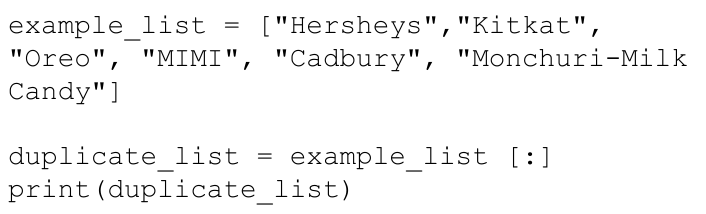 example_list = ["Hersheys","Kitkat",
"Oreo", "MIMI", "Cadbury", "Monchuri-Milk
Candy"]
duplicate_list = example_list [:]
print(duplicate_list)